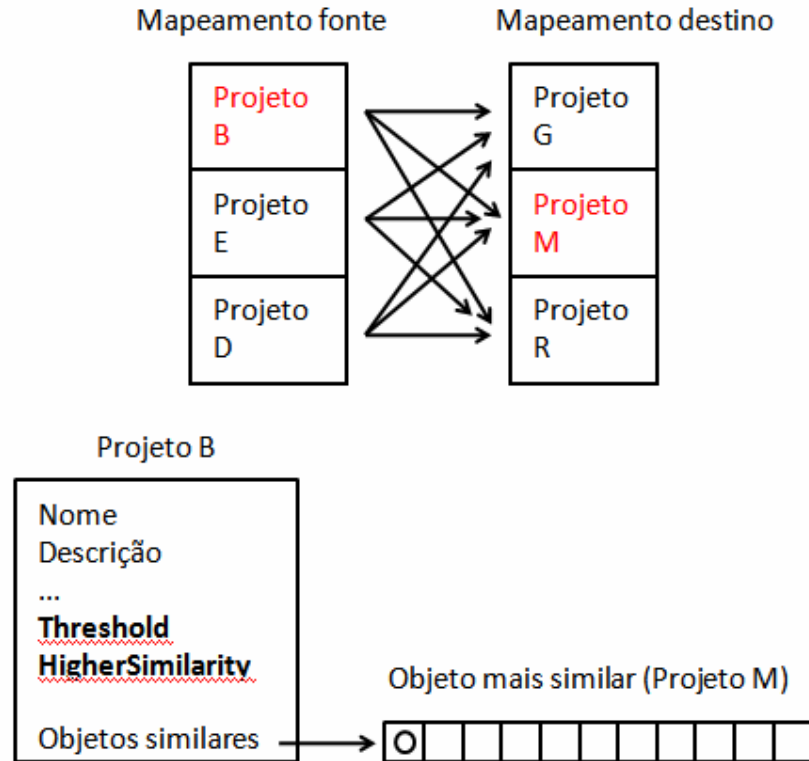 Mapeamento fonte
Mapeamento destino
Projeto
B
Projeto
G
Projeto
E
Projeto
M
Projeto
D
Projeto
R
Projeto B
Nome
Descrição
...
Threshold
HigherSimilarity
Objetos similares
Objeto mais similar (Projeto M)
O